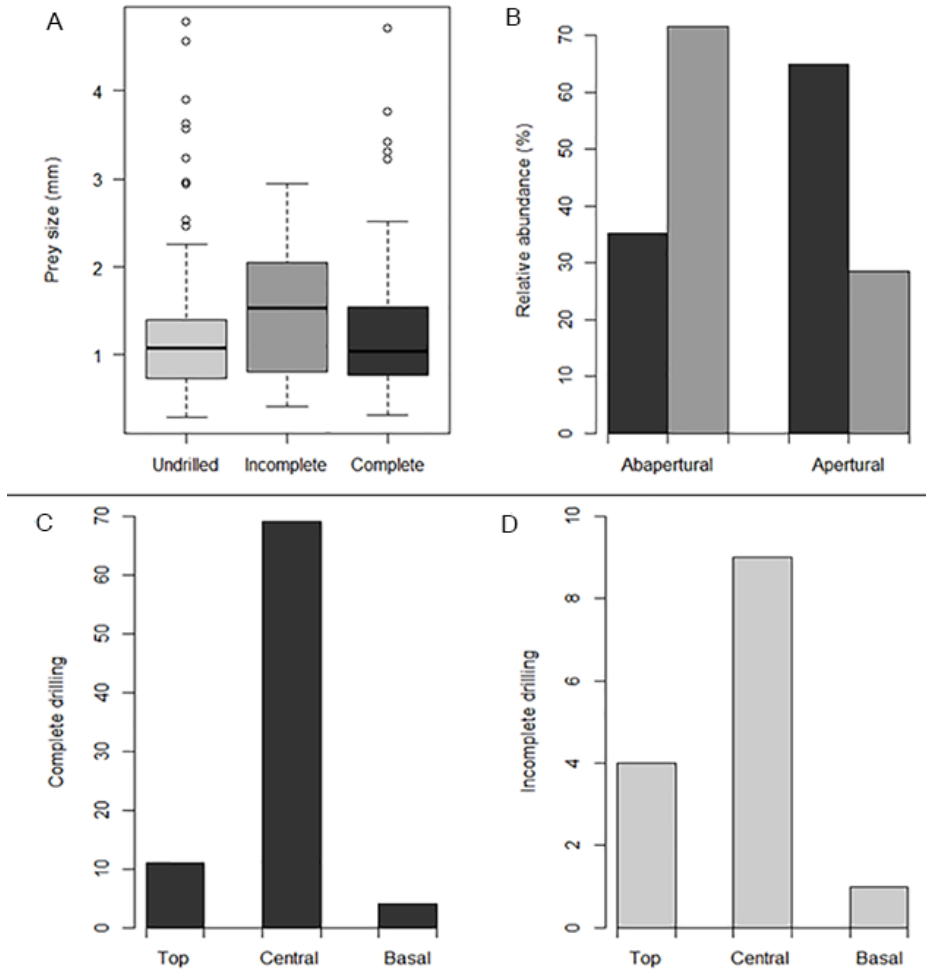 A
Prey size (mm)
4
3
2
1
Undrilled Incomplete Complete
B
Relative abundance (%)
70
60
50
40
30
20
10
0
Abapertural Apertural
C
Complete drilling
70
60
50
40
30
20
10
0
Top Central Basal
D
Incomplete drilling
10
8
6
4
2
0
Top Central Basal